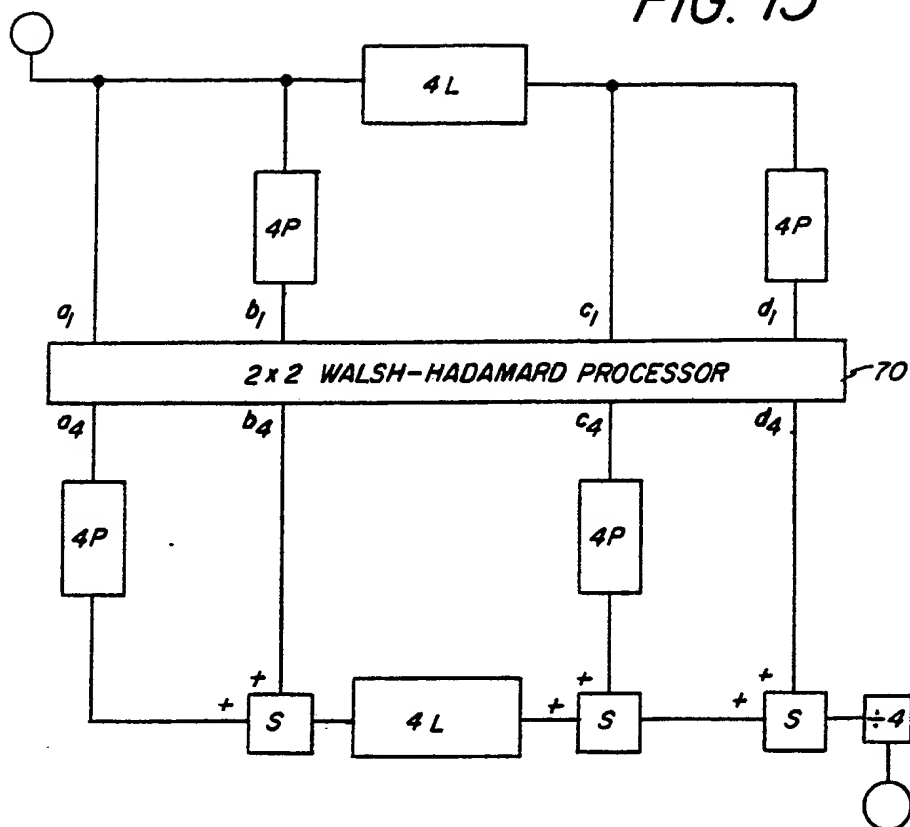 FIG. 15
4L
4P
4P
a1
b1
c1
d1
2x2 WALSH-HADAMARD PROCESSOR
70
a4
b4
c4
d4
4P
4P
+
+
S
4L
+
+
S
+
+
S
÷4